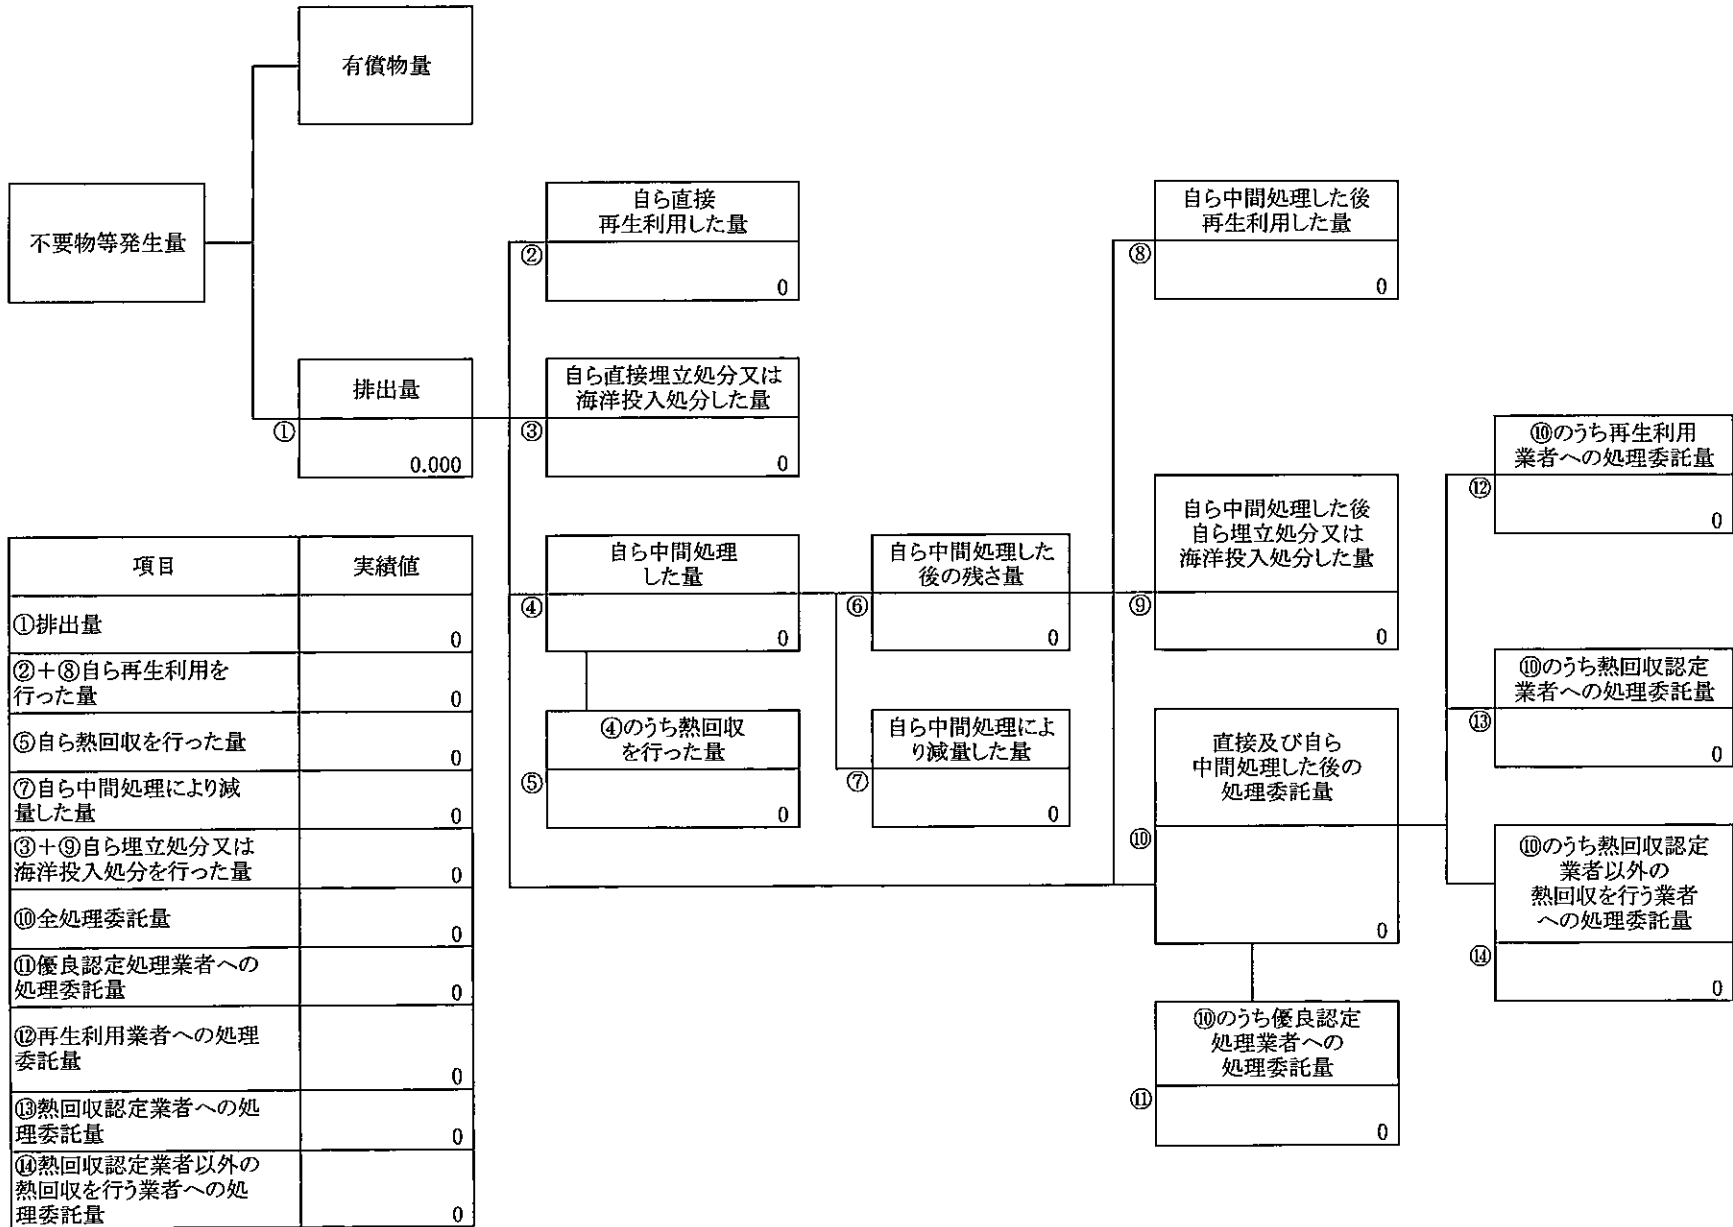 有償物量
不要物等発生量
自ら直接
再生利用した量
②
0
自ら中間処理した後
再生利用した量
⑧
0
排出量
①
0.000
自ら直接埋立処分又は
海洋投入処分した量
③
0
⑩のうち再生利用
業者への処理委託量
⑫
0
自ら中間処理
した量
④
0
自ら中間処理した
後の残さ量
⑥
0
自ら中間処理した後
自ら埋立処分又は
海洋投入処分した量
⑨
0
⑩のうち熱回収認定
業者への処理委託量
⑬
0
④のうち熱回収
を行った量
⑤
0
自ら中間処理によ
り減量した量
⑦
0
直接及び自ら
中間処理した後の
処理委託量
⑩
0
⑩のうち熱回収認定
業者以外の
熱回収を行う業者
への処理委託量
⑭
0
⑩のうち優良認定
処理業者への
処理委託量
⑪
0
項目 実績値
①排出量
0
②+⑧自ら再生利用を
行った量 0
⑤自ら熱回収を行った量
0
⑦自ら中間処理により減
量した量 0
③+⑨自ら埋立処分又は
海洋投入処分を行った量 0
⑩全処理委託量
0
⑪優良認定処理業者への
処理委託量 0
⑫再生利用業者への処理
委託量
0
⑬熱回収認定業者への処
理委託量 0
⑭熱回収認定業者以外の
熱回収を行う業者への処
理委託量 0